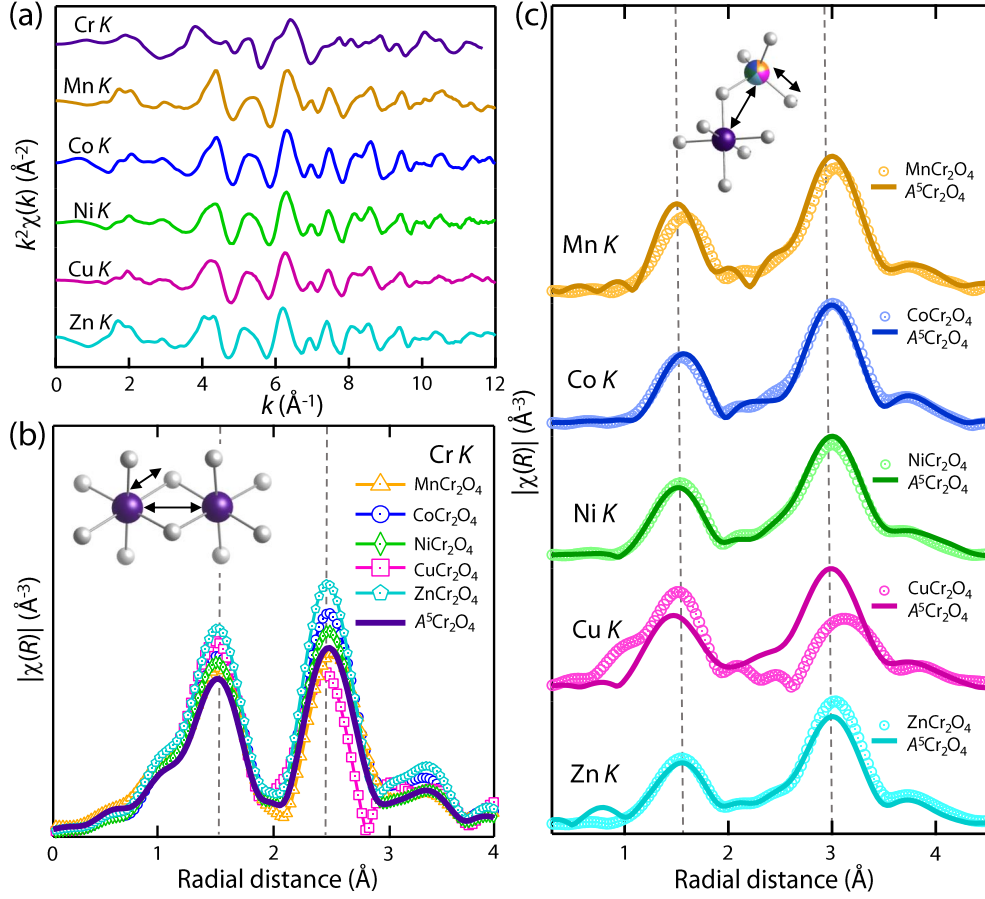 (a)
Cr K
Mn K
Co K
Ni K
Cu K
Zn K
k²χ(k) (Å⁻²)
0 2 4 6 8 10 12
k (Å⁻¹)
(b)
Cr K
MnCr₂O₄
CoCr₂O₄
NiCr₂O₄
CuCr₂O₄
ZnCr₂O₄
A⁵Cr₂O₄
|χ(R)| (Å⁻³)
0 1 2 3 4
Radial distance (Å)
(c)
MnCr₂O₄
A⁵Cr₂O₄
Mn K
CoCr₂O₄
A⁵Cr₂O₄
Co K
NiCr₂O₄
A⁵Cr₂O₄
Ni K
CuCr₂O₄
A⁵Cr₂O₄
Cu K
ZnCr₂O₄
A⁵Cr₂O₄
Zn K
|χ(R)| (Å⁻³)
1 2 3 4
Radial distance (Å)